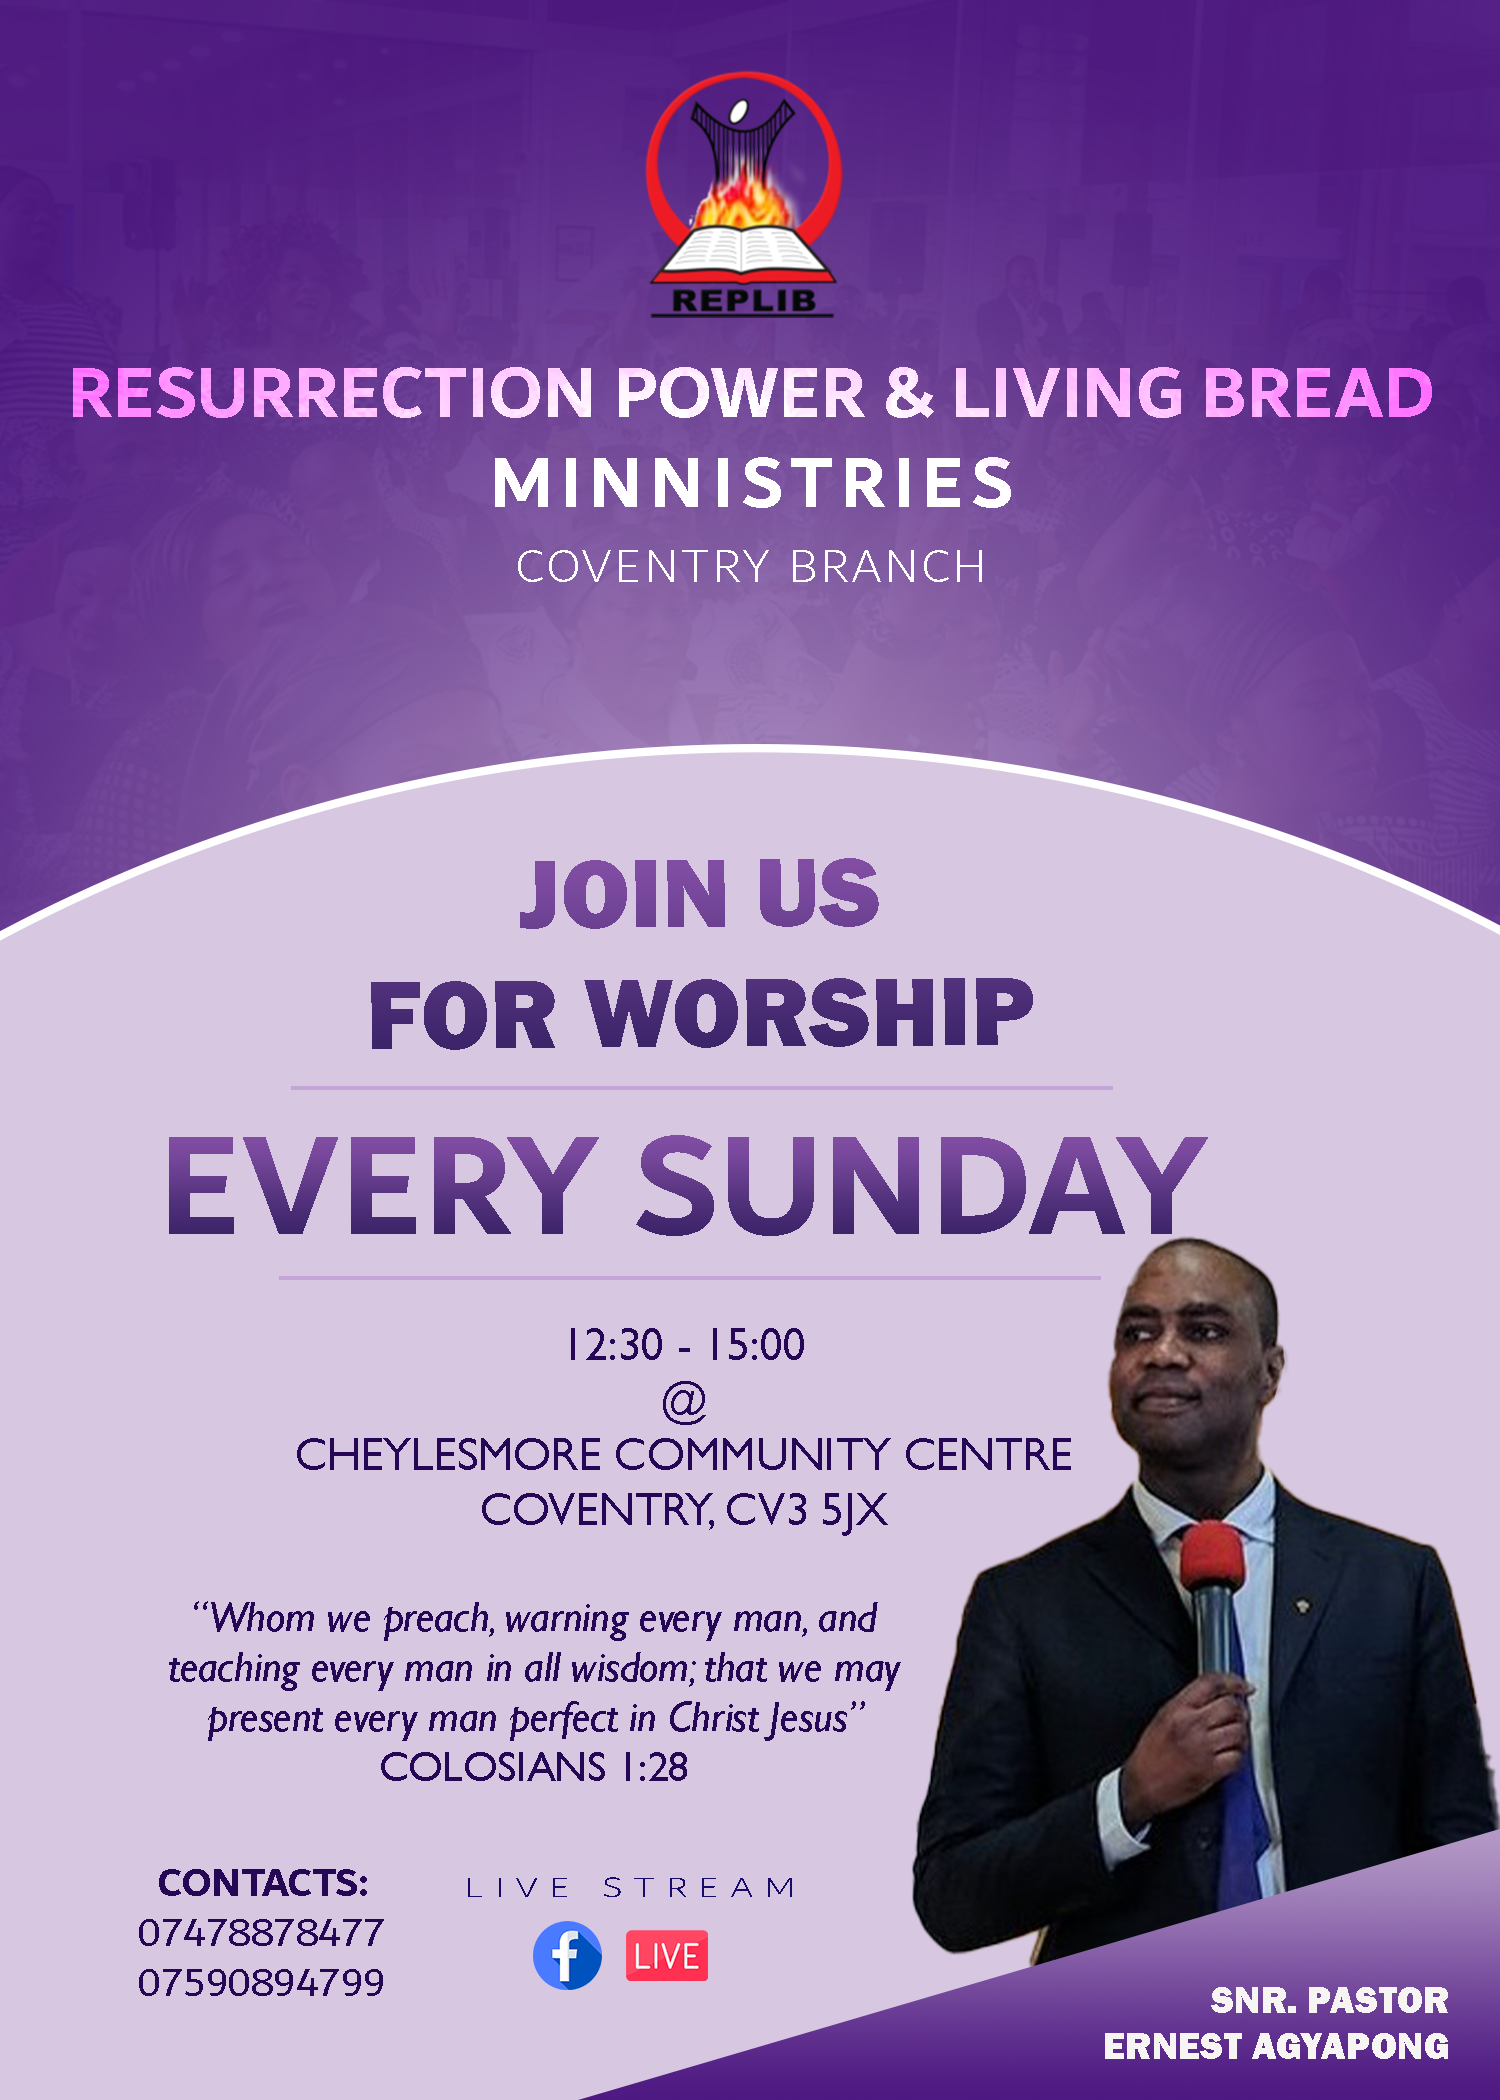 REPLIB
RESURRECTION POWER & LIVING BREAD
MINNISTRIES
COVENTRY BRANCH
JOIN US
FOR WORSHIP
EVERY SUNDAY
12:30 - 15:00
@
CHEYLESMORE COMMUNITY CENTRE
COVENTRY, CV3 5JX
“Whom we preach, warning every man, and
teaching every man in all wisdom; that we may
present every man perfect in Christ Jesus”
COLOSIANS 1:28
CONTACTS:
07478878477
07590894799
LIVE STREAM
f LIVE
SNR. PASTOR
ERNEST AGYAPONG